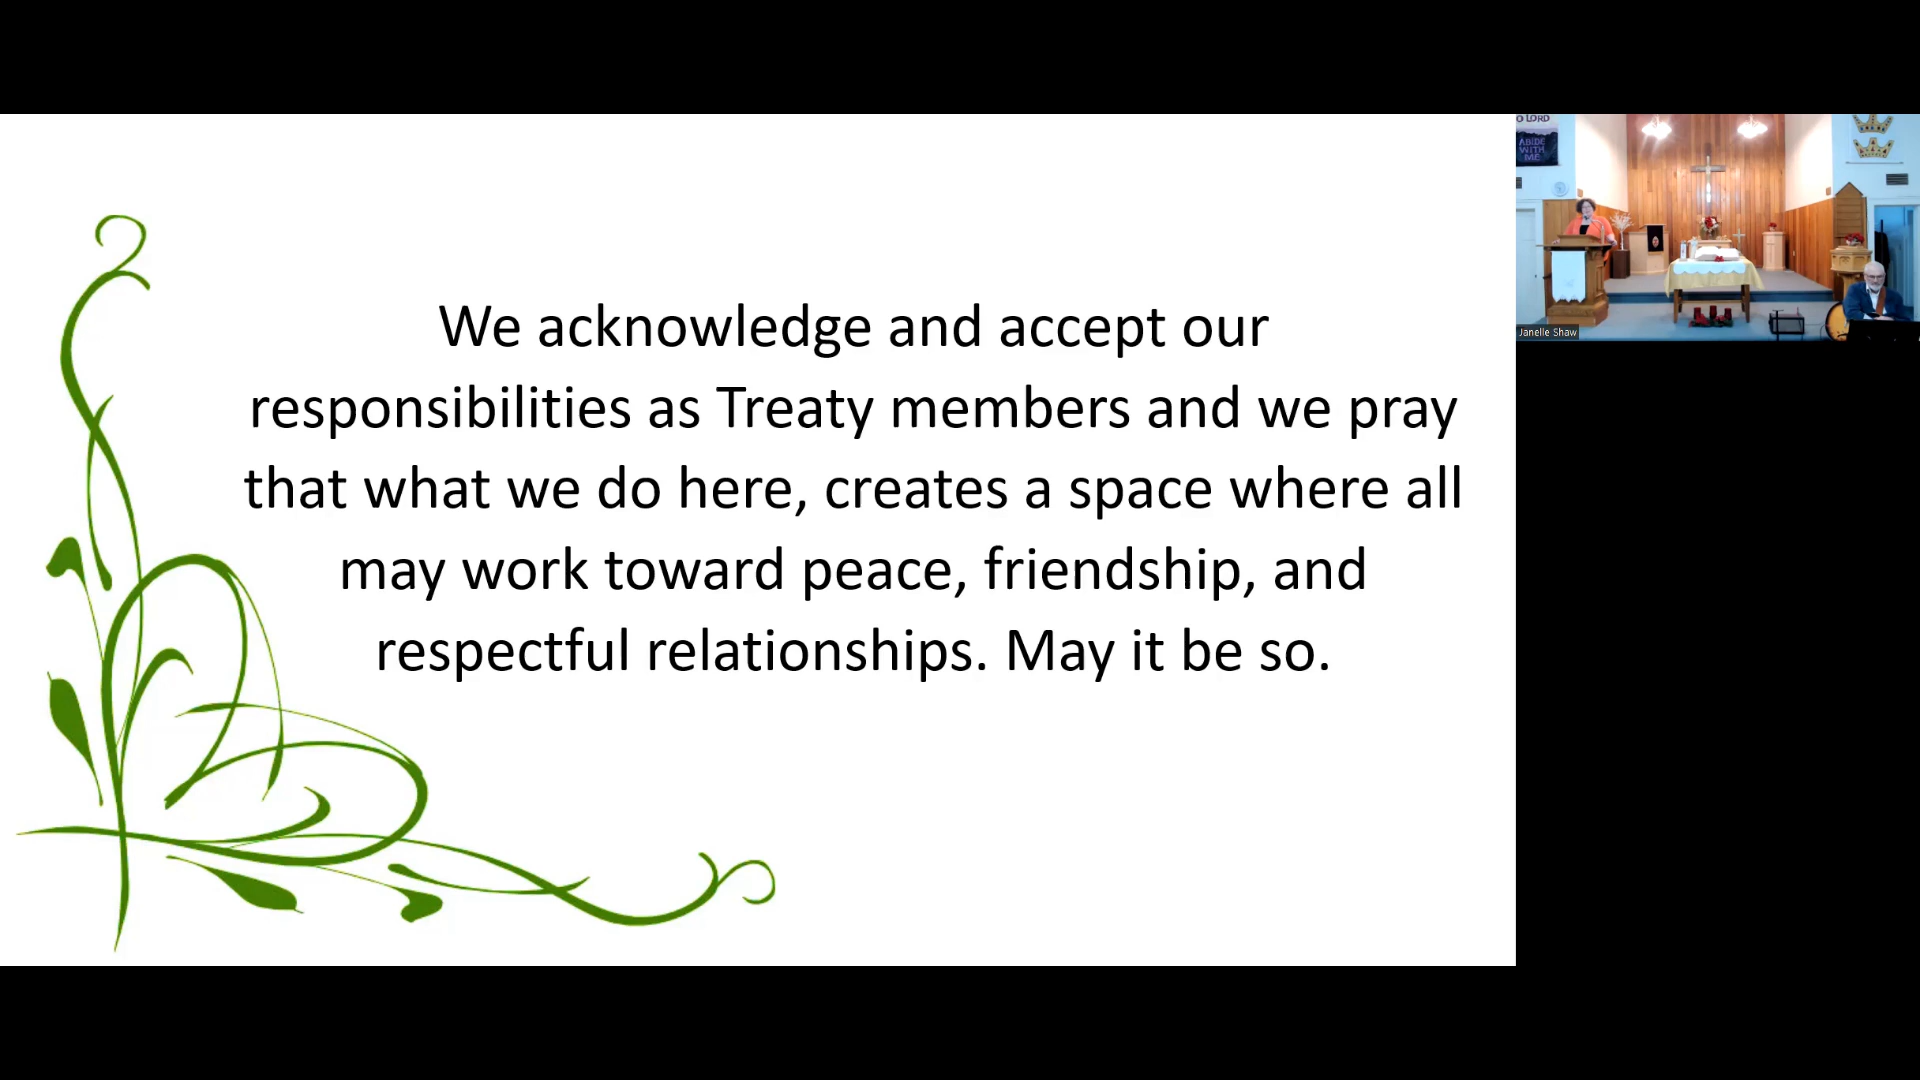 We acknowledge and accept our
responsibilities as Treaty members and we pray
that what we do here, creates a space where all
may work toward peace, friendship, and
respectful relationships. May it be so.
O LORD
ABIDE
WITH
ME
Janelle Shaw